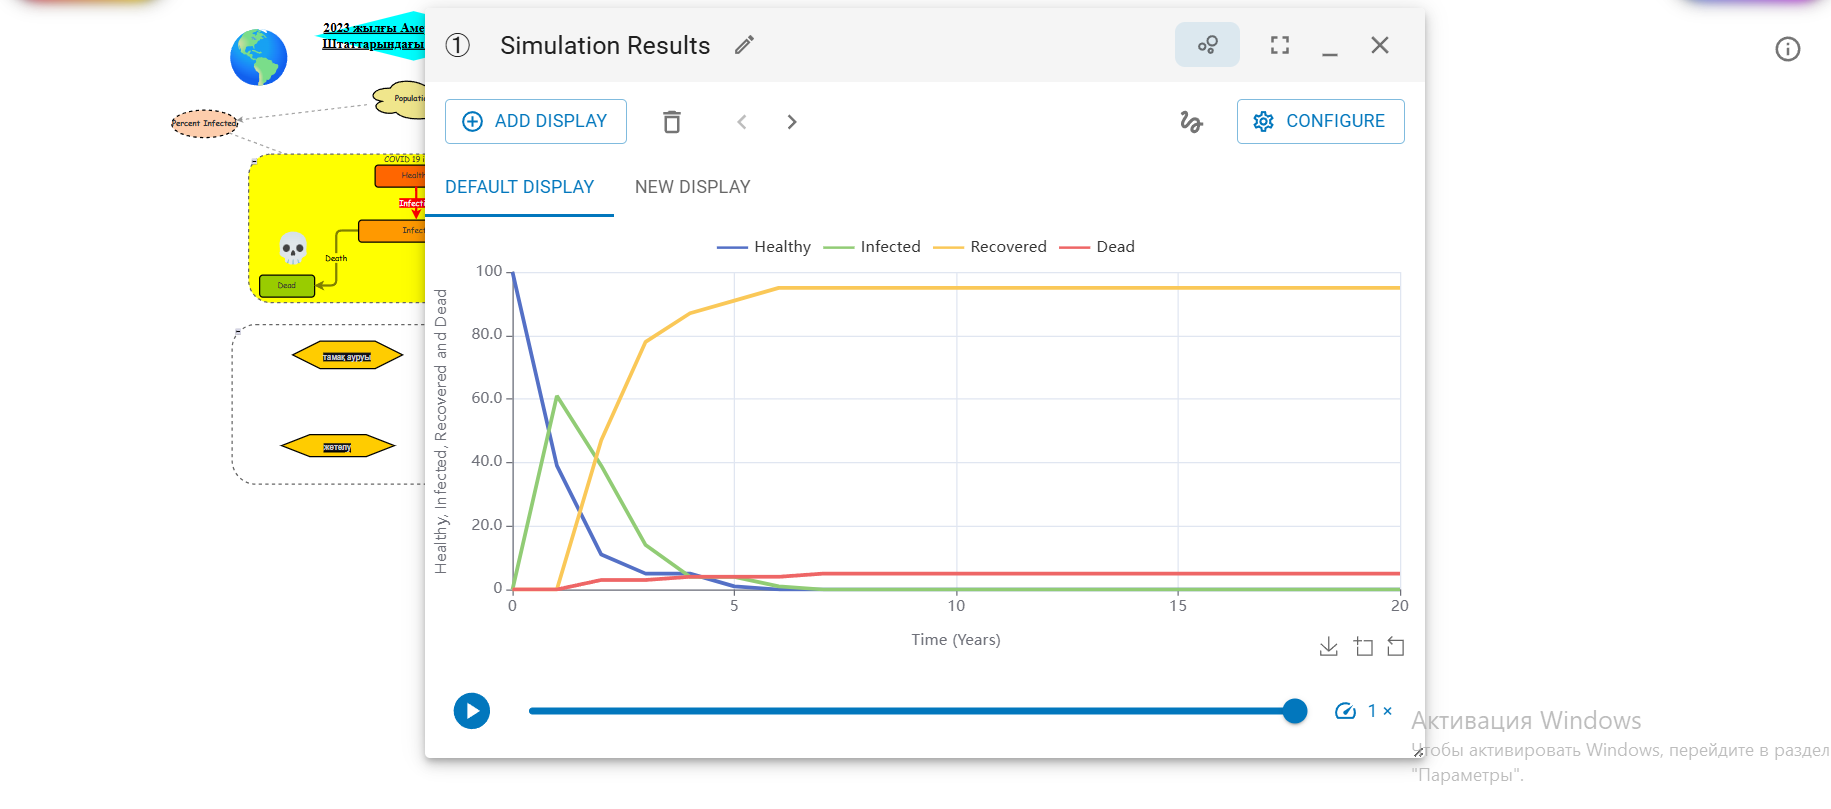 2023 жылғы Аме
Штаттарындағы
Populatio
Percent Infected
COVID 19 i
Health
Infecti
Infect
Death
Dead
тамақ ауруы
жөтөлу
① Simulation Results
ADD DISPLAY
CONFIGURE
DEFAULT DISPLAY NEW DISPLAY
Healthy Infected Recovered Dead
Healthy, Infected, Recovered and Dead
100
80.0
60.0
40.0
20.0
0
0 5 10 15 20
Time (Years)
1 ×
Активация Windows
Чтобы активировать Windows, перейдите в раздел
"Параметры".